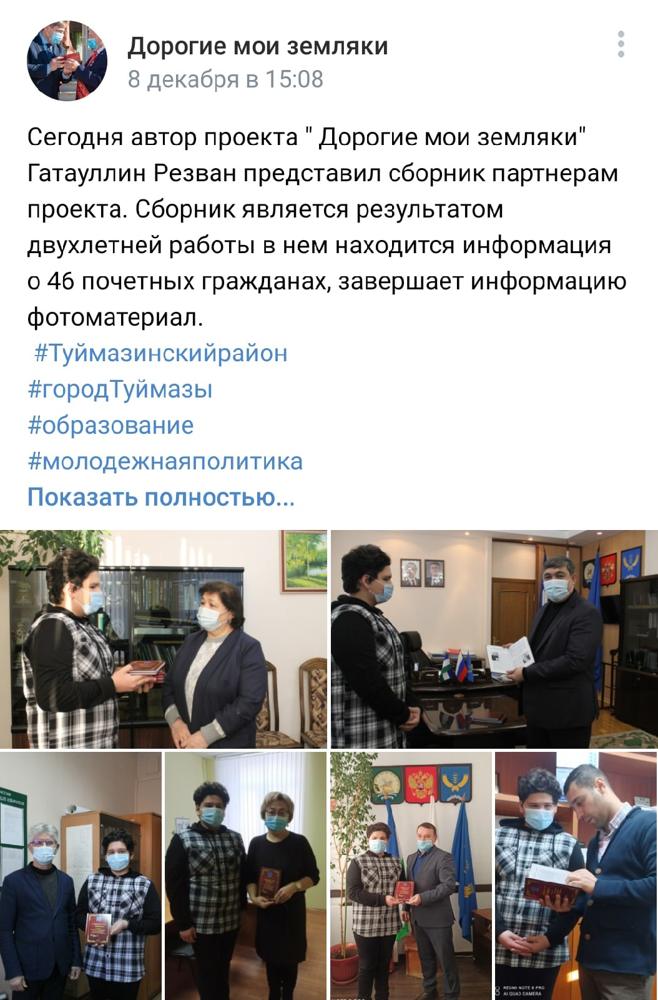 Дорогие мои земляки
8 декабря в 15:08
Сегодня автор проекта " Дорогие мои земляки"
Гатауллин Резван представил сборник партнерам
проекта. Сборник является результатом
двухлетней работы в нем находится информация
о 46 почетных гражданах, завершает информацию
фотоматериал.
#Туймазинскийрайон
#городТуймазы
#образование
#молодежнаяполитика
Показать полностью...
REDMI NOTE 8 PRO
AI QUAD CAMERA